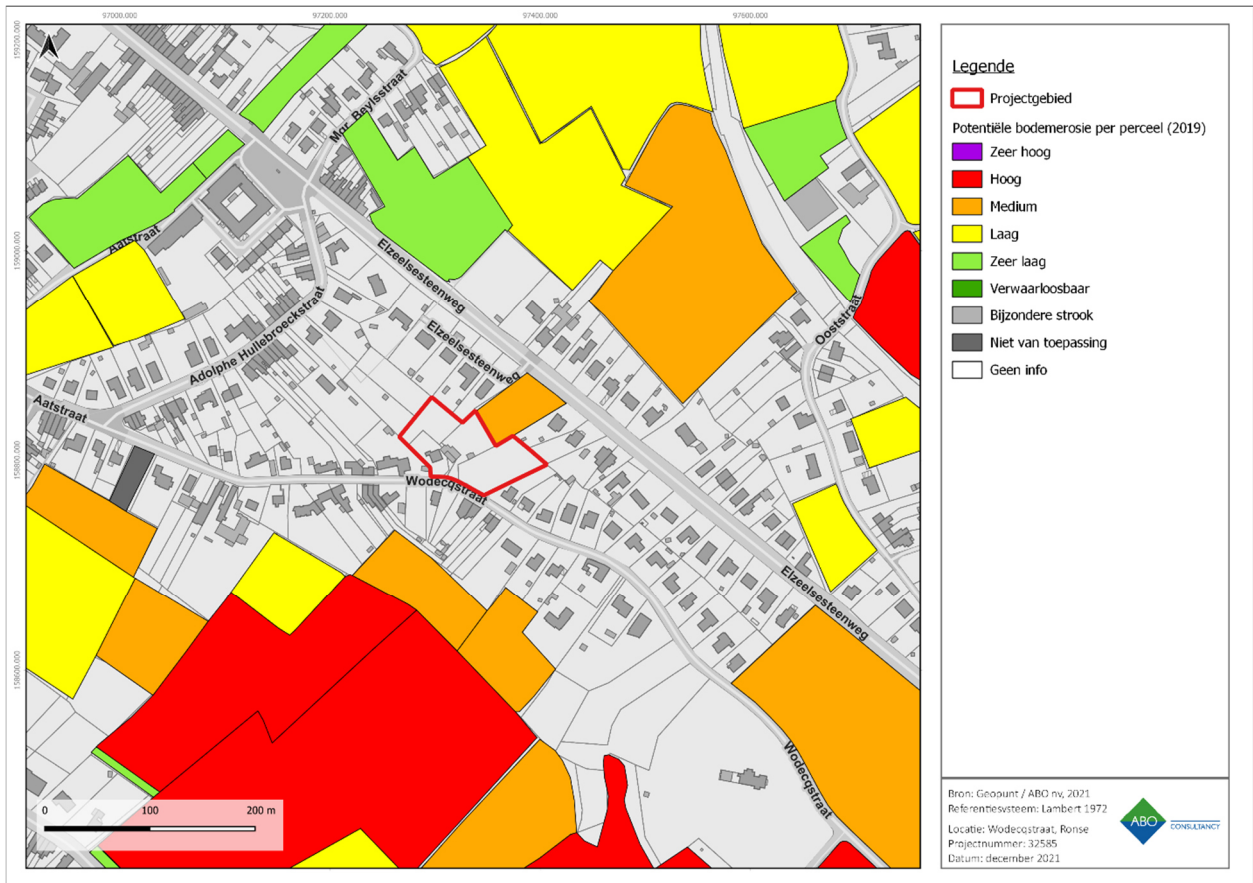 97000.000
97200.000
97400.000
97600.000
159200.000
159000.000
158800.000
158600.000
Mgr. Beylsstraat
Aatstraat
Elzeelsesteenweg
Elzeelsesteenweg
Adolphe Hullebroeckstraat
Ooststraat
Aatstraat
Wodecqstraat
Elzeelsesteenweg
Wodecqstraat
0 100 200 m
Legende
Projectgebied
Potentiële bodemerosie per perceel (2019)
Zeer hoog
Hoog
Medium
Laag
Zeer laag
Verwaarloosbaar
Bijzondere strook
Niet van toepassing
Geen info
Bron: Geopunt / ABO nv, 2021
Referentiesysteem: Lambert 1972
Locatie: Wodecqstraat, Ronse
Projectnummer: 32585
Datum: december 2021
ABO
CONSULTANCY